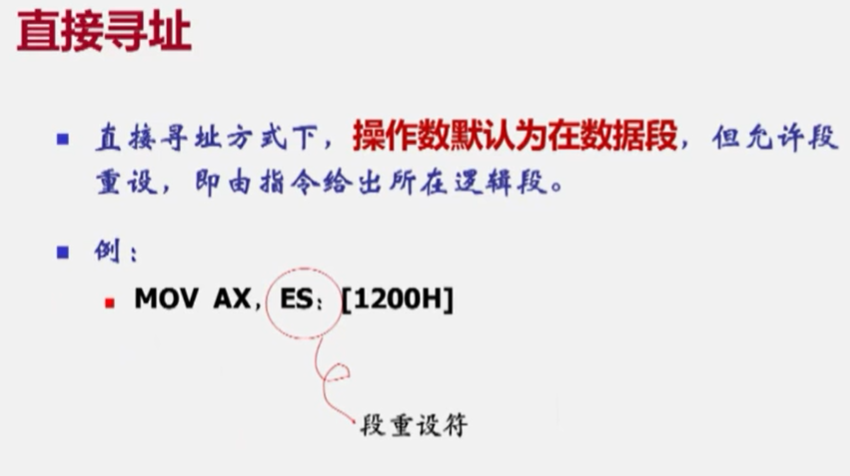 直接寻址
直接寻址方式下，操作数默认为在数据段，但允许段
重设，即由指令给出所在逻辑段。
例：
MOV AX，ES：[1200H]
段重设符